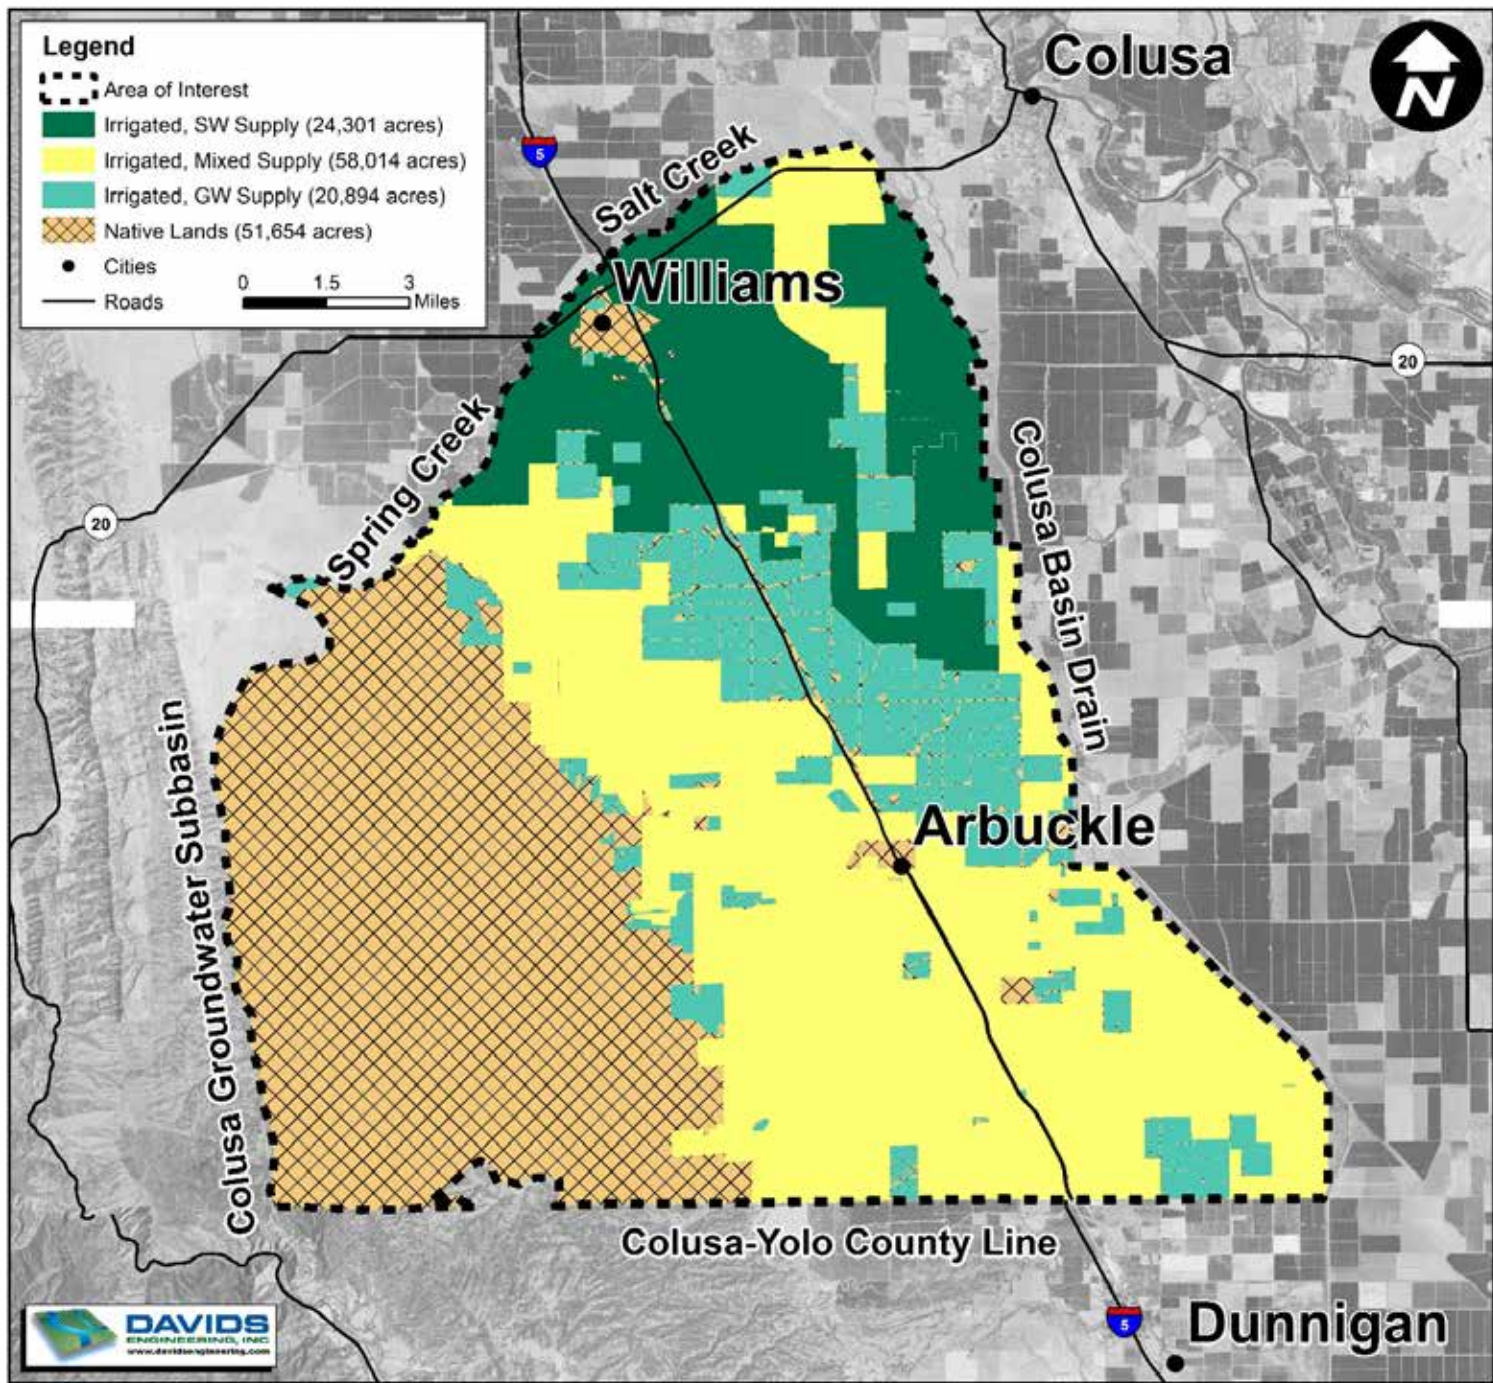 Legend
Area of Interest
Irrigated, SW Supply (24,301 acres)
Irrigated, Mixed Supply (58,014 acres)
Irrigated, GW Supply (20,894 acres)
Native Lands (51,654 acres)
Cities
Roads
0 1.5 3
Miles
N
Colusa
5
Salt Creek
Williams
20
Spring Creek
20
Colusa Basin Drain
Colusa Groundwater Subbasin
Arbuckle
Colusa-Yolo County Line
5
Dunnigan
DAVIDS
ENGINEERING, INC
www.davidsengineering.com